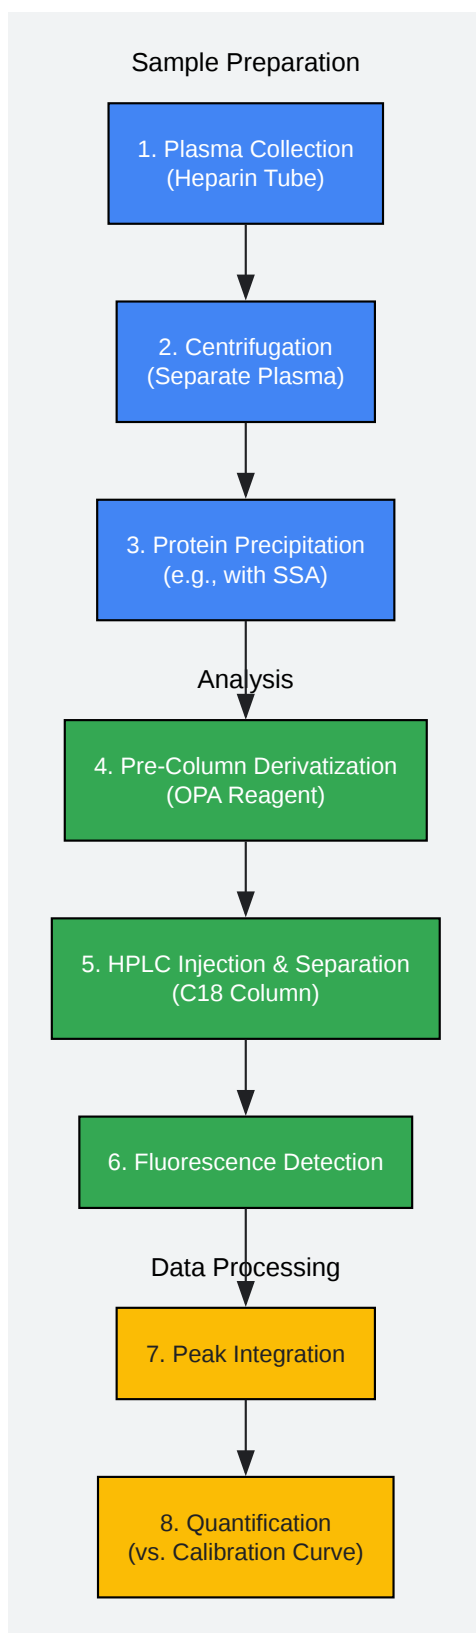 Sample Preparation
1. Plasma Collection
(Heparin Tube)
2. Centrifugation
(Separate Plasma)
3. Protein Precipitation
(e.g., with SSA)
Analysis
4. Pre-Column Derivatization
(OPA Reagent)
5. HPLC Injection & Separation
(C18 Column)
6. Fluorescence Detection
Data Processing
7. Peak Integration
8. Quantification
(vs. Calibration Curve)